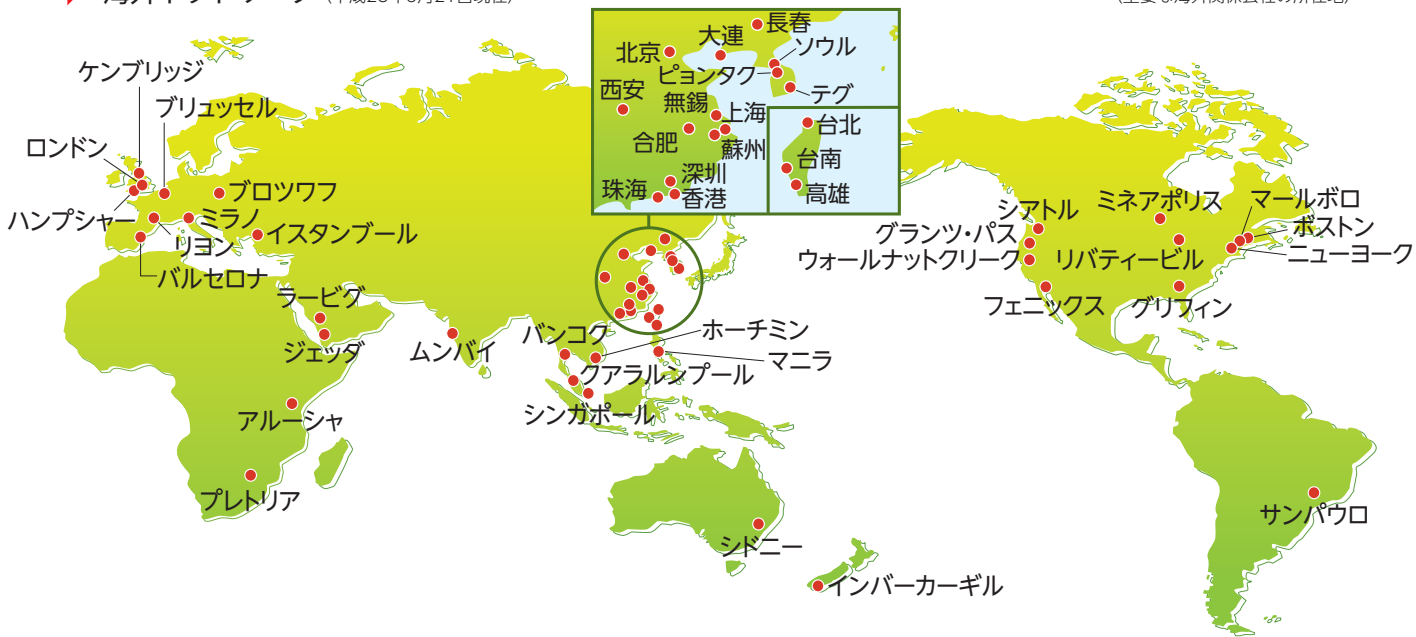 ケンブリッジ
ブリュッセル
ロンドン
ブロツワフ
ハンプシャー
ミラノ
リヨン
イスタンブール
バルセロナ
ラービグ
ジェッダ
ムンバイ
アルーシャ
プレトリア
長春
大連
ソウル
北京
ピョンタク
西安
テグ
無錫
上海
台北
合肥
蘇州
台南
深圳
珠海
香港
高雄
バンコク
ホーチミン
マニラ
クアラルンプール
シンガポール
シドニー
インバーカーギル
シアトル
ミネアポリス
マールボロ
グランツ・パス
ボストン
ウォールナットクリーク
リバティービル
ニューヨーク
フェニックス
グリフィン
サンパウロ